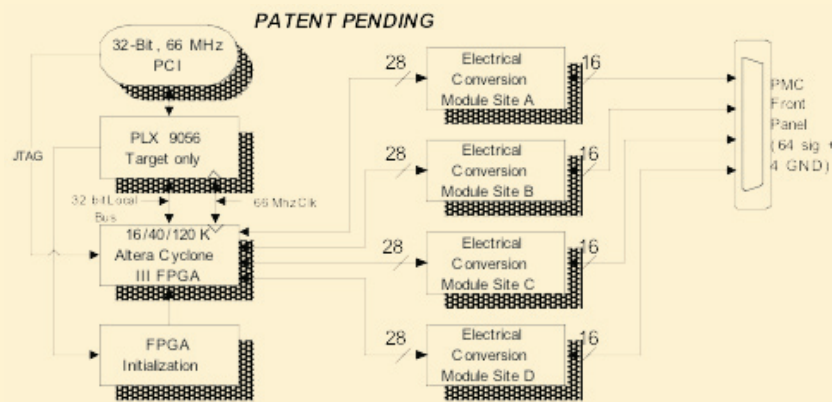 PATENT PENDING
32-Bit, 66 MHz
PCI
PLX 9056
Target only
JTAG
32 bit Local
Bus
66 Mhz Clk
16/40/120 K
Altera Cyclone
III FPGA
FPGA
Initialization
28
Electrical
Conversion
Module Site A
16
28
Electrical
Conversion
Module Site B
16
28
Electrical
Conversion
Module Site C
16
28
Electrical
Conversion
Module Site D
16
PMC
Front
Panel
(64 sig +
4 GND)